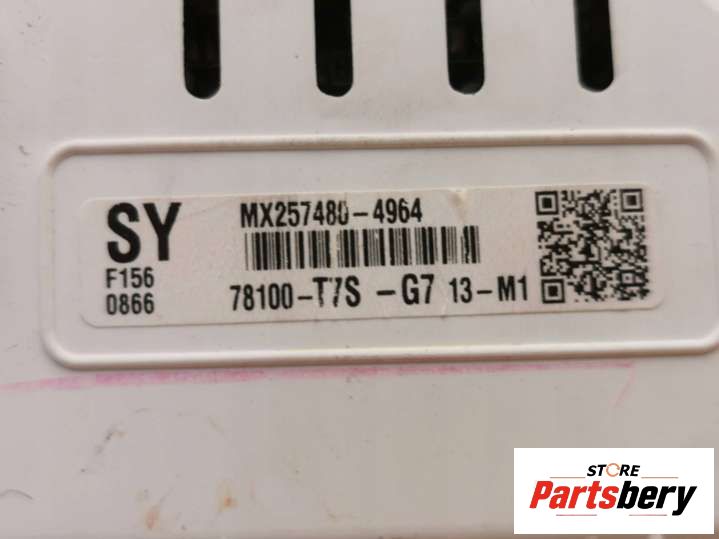 SY
F156
0866
MX257480-4964
78100-T7S -G7 13-M1
STORE
Partsbery